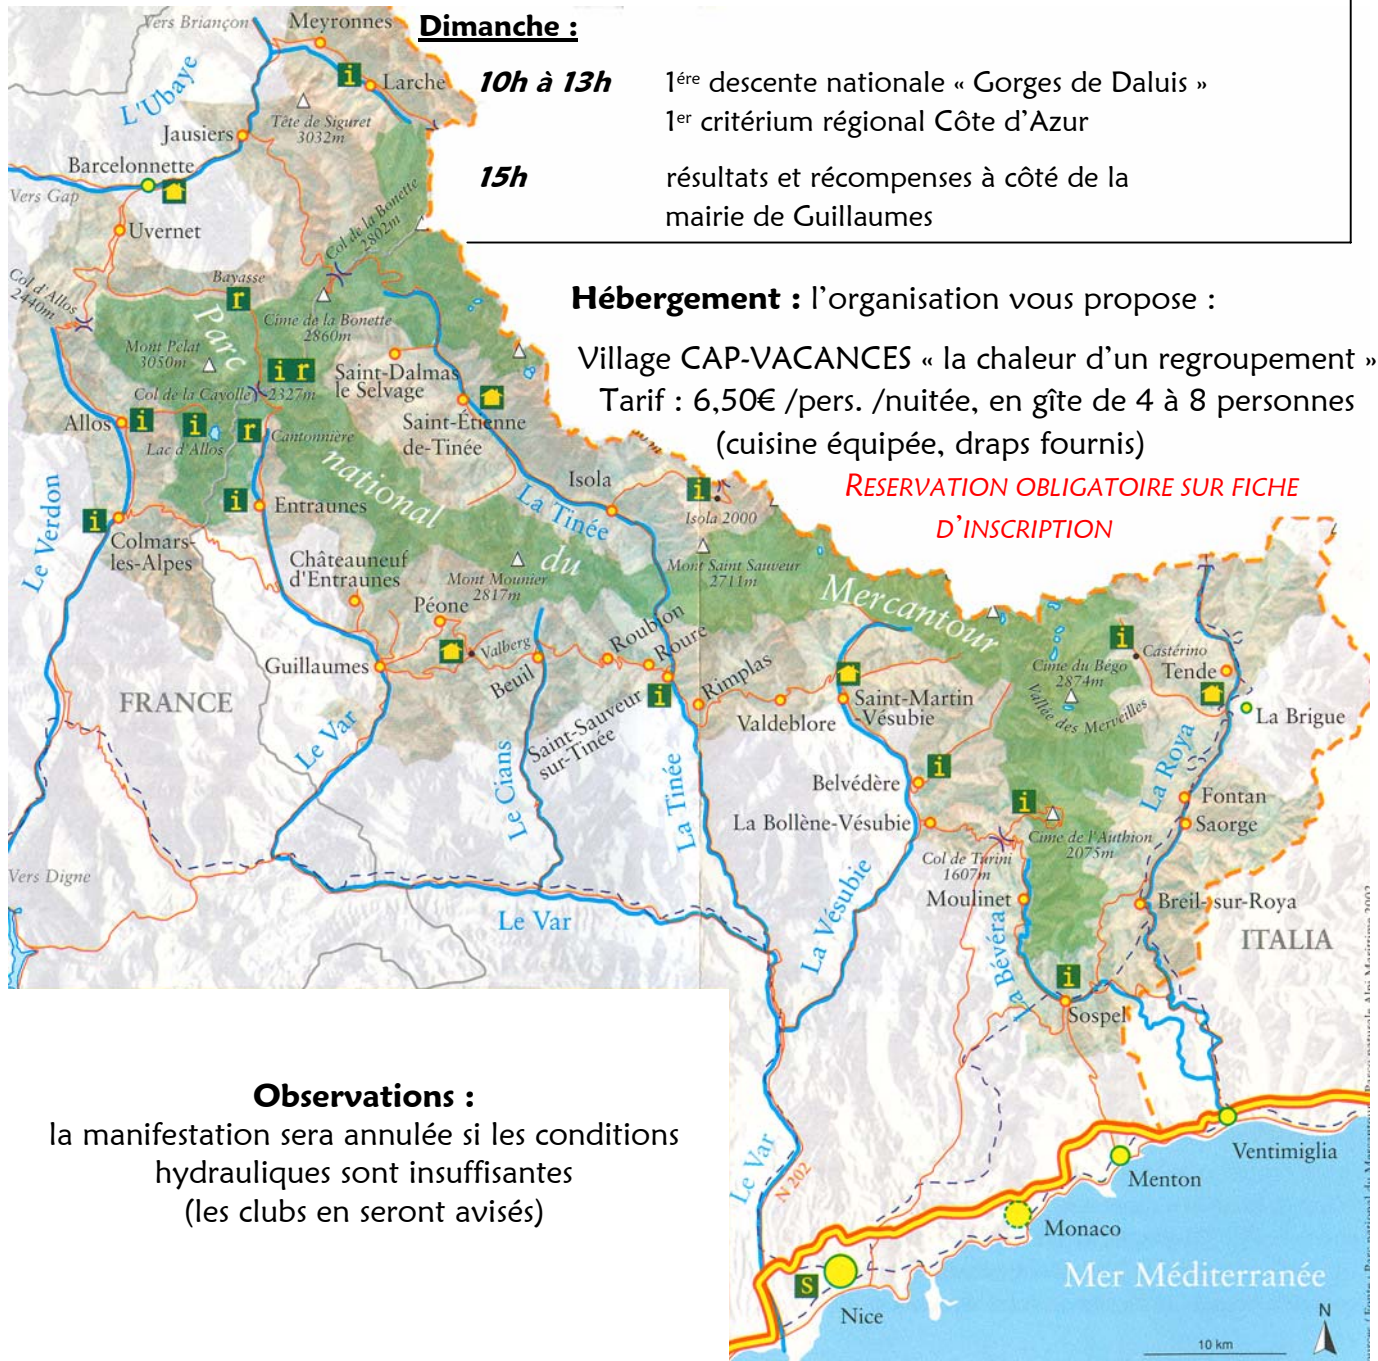 Dimanche :
10h à 13h 1ére descente nationale « Gorges de Daluis »
1er critérium régional Côte d'Azur
15h résultats et récompenses à côté de la
mairie de Guillaumes
Hébergement : l'organisation vous propose :
Village CAP-VACANCES « la chaleur d'un regroupement »
Tarif : 6,50€ /pers. /nuitée, en gîte de 4 à 8 personnes
(cuisine équipée, draps fournis)
RESERVATION OBLIGATOIRE SUR FICHE
D'INSCRIPTION
Vers Briançon
Meyronnes
Larche
L'Ubaye
Tête de Siguret
3032m
Jausiers
Barcelonnette
Vers Gap
Uvernet
Col de la Bonette
2802m
Col d'Allos
2440m
Bayasse
r
Cime de la Bonette
2860m
Parc
national
du
Mercantour
Mont Pelat
3050m
i r
Col de la Cayolle
2327m
Saint-Dalmas
le Selvage
Allos
i
i
r
Lac d'Allos
Cantonnière
Saint-Étienne
de-Tinée
Isola
i
Isola 2000
La Tinée
Le Verdon
i
Entraunes
i
Colmars-
les-Alpes
Châteauneuf
d'Entraunes
Mont Mounier
2817m
Mont Saint Sauveur
2711m
Péone
Valberg
Guillaumes
Beuil
Roubion
Roure
Rimplas
Saint-Sauveur
sur-Tinée
i
Valdeblore
Saint-Martin
-Vésubie
i
Castérino
Cime du Bégo
2874m
Vallée des Merveilles
Tende
La Brigue
FRANCE
Le Var
Le Cians
La Tinée
Belvédère
i
La Bollène-Vésubie
i
Cime de l'Authion
2075m
Col de Turini
1607m
La Roya
Fontan
Saorge
Vers Digne
Le Var
La Vésubie
Moulinet
La Bévéra
Breil-sur-Roya
ITALIA
i
Sospel
Observations :
la manifestation sera annulée si les conditions
hydrauliques sont insuffisantes
(les clubs en seront avisés)
Le Var
N 202
Ventimiglia
Menton
Monaco
S
Nice
Mer Méditerranée
N
10 km